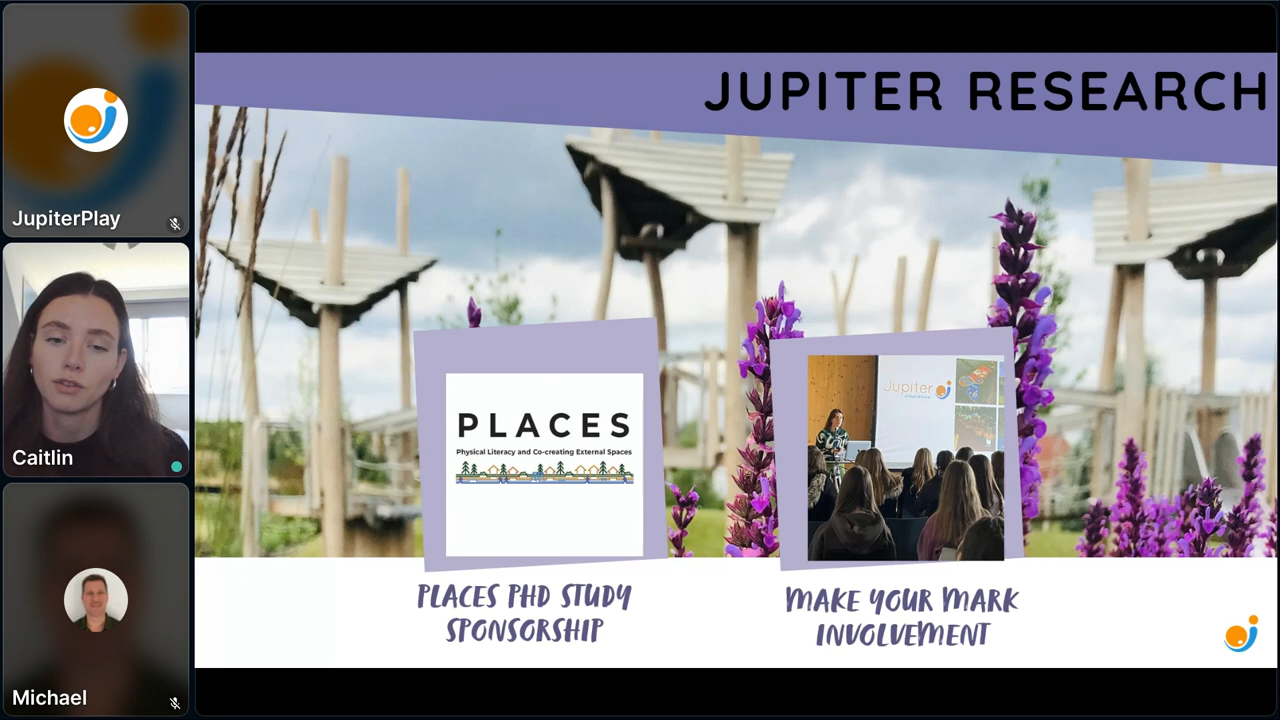 JupiterPlay
Caitlin
Michael
JUPITER RESEARCH
PLACES
Physical Literacy and Co-creating External Spaces
Jupiter
PLACES PHD STUDY
SPONSORSHIP
MAKE YOUR MARK
INVOLVEMENT